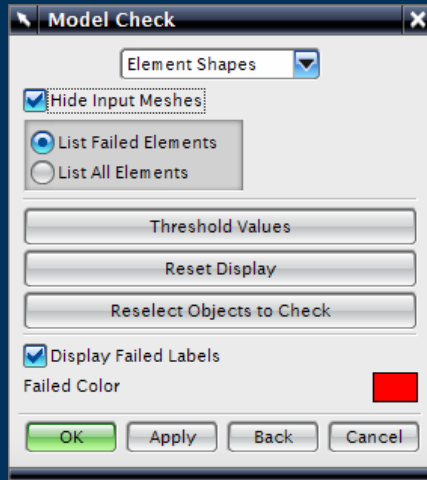 Model Check
Element Shapes
Hide Input Meshes
List Failed Elements
List All Elements
Threshold Values
Reset Display
Reselect Objects to Check
Display Failed Labels
Failed Color
OK Apply Back Cancel